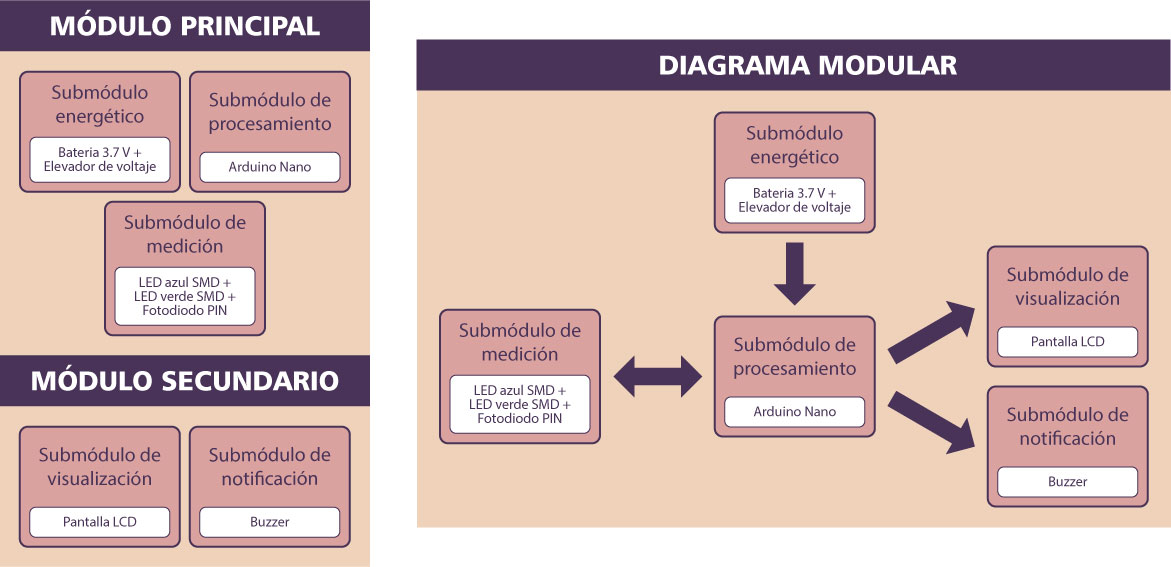 MÓDULO PRINCIPAL
Submódulo
energético
Bateria 3.7 V +
Elevador de voltaje
Submódulo de
procesamiento
Arduino Nano
Submódulo de
medición
LED azul SMD +
LED verde SMD +
Fotodiodo PIN
MÓDULO SECUNDARIO
Submódulo de
visualización
Pantalla LCD
Submódulo de
notificación
Buzzer
DIAGRAMA MODULAR
Submódulo
energético
Bateria 3.7 V +
Elevador de voltaje
Submódulo de
medición
LED azul SMD +
LED verde SMD +
Fotodiodo PIN
Submódulo de
procesamiento
Arduino Nano
Submódulo de
visualización
Pantalla LCD
Submódulo de
notificación
Buzzer